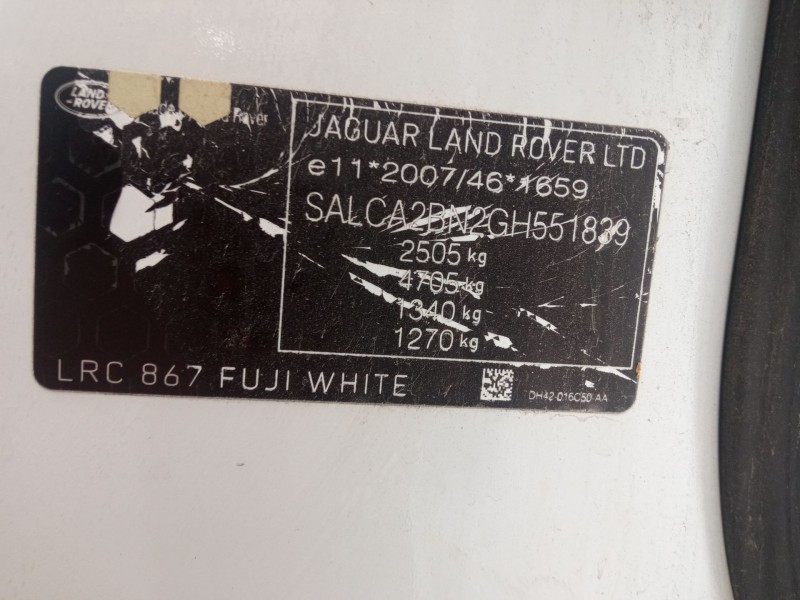 LAND
ROVER
Rover
JAGUAR LAND ROVER LTD
e11*2007/46*1659
SALCA2BN2GH551839
2505 kg
4705 kg
1340 kg
1270 kg
LRC 867 FUJI WHITE
DH42-016C50-AA